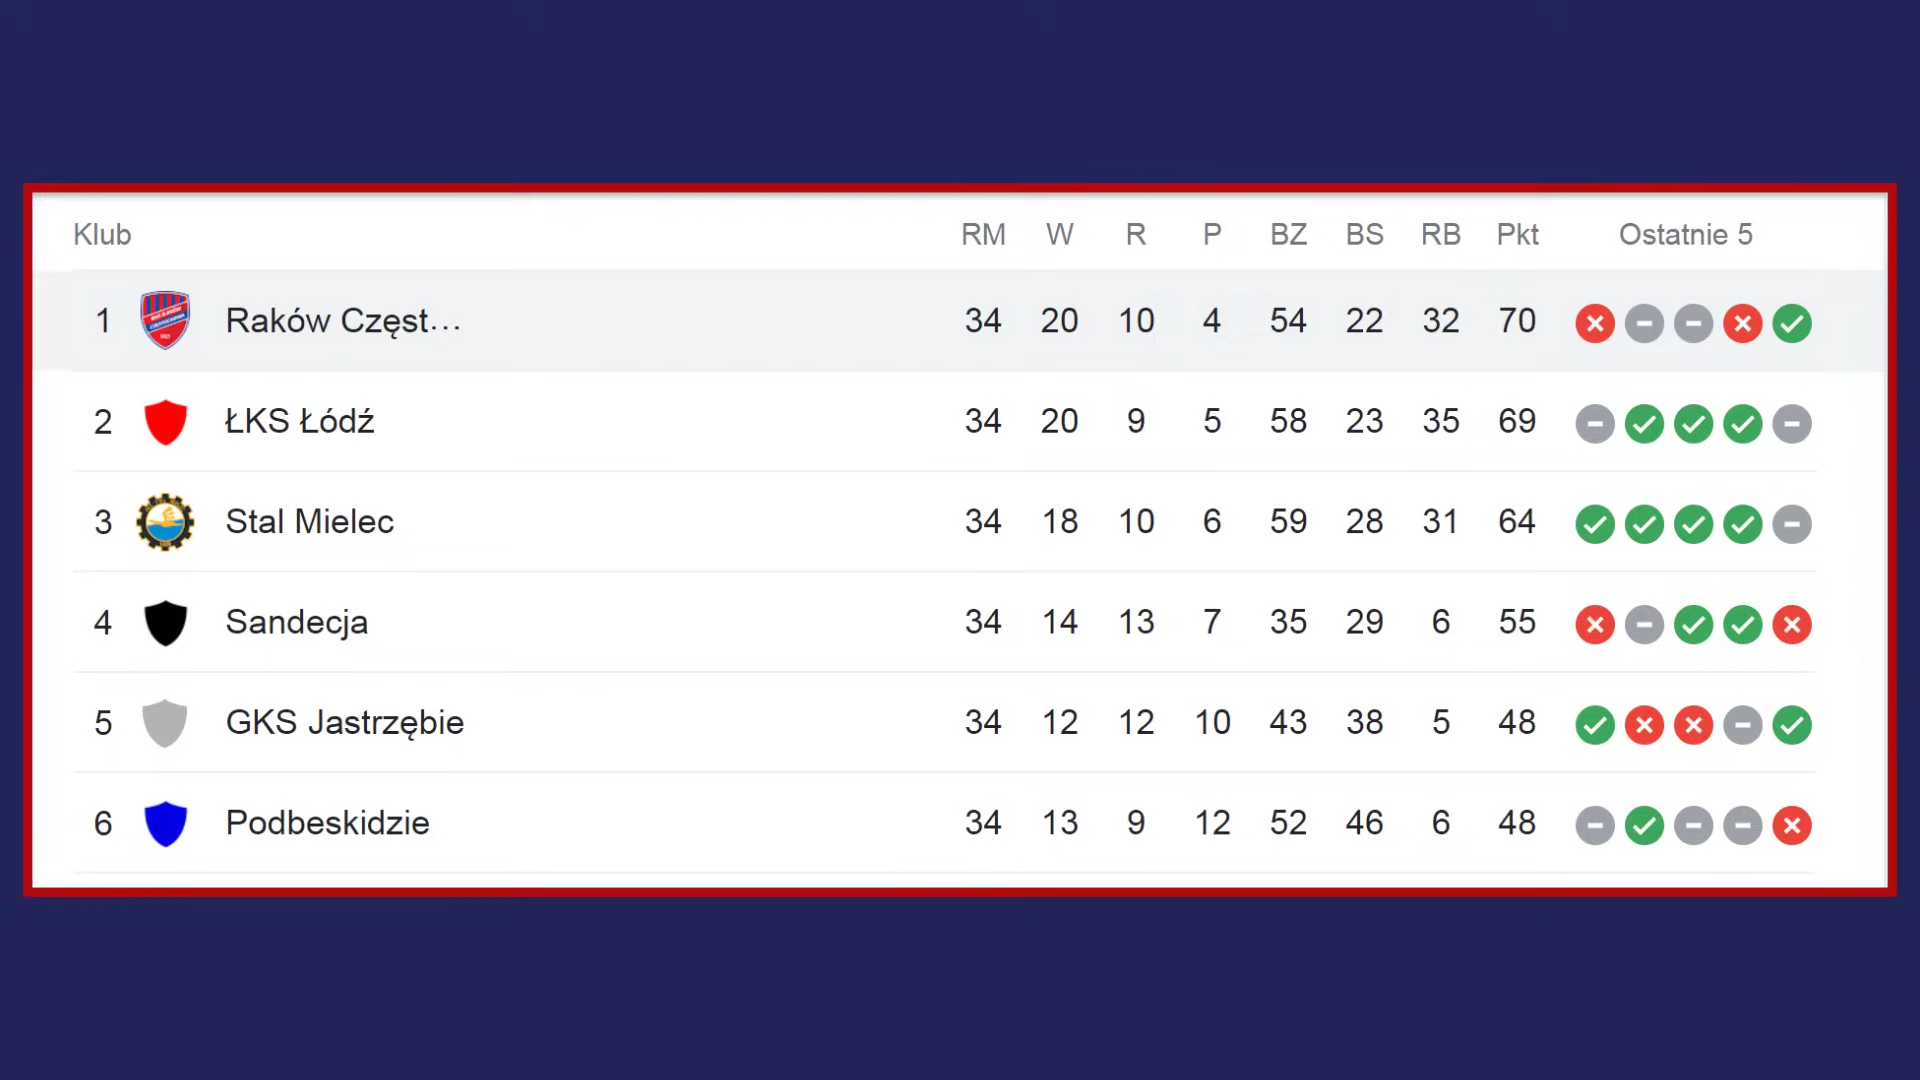 Klub RM W R P BZ BS RB Pkt Ostatnie 5
1 Raków Częst… 34 20 10 4 54 22 32 70
2 ŁKS Łódź 34 20 9 5 58 23 35 69
3 Stal Mielec 34 18 10 6 59 28 31 64
4 Sandecja 34 14 13 7 35 29 6 55
5 GKS Jastrzębie 34 12 12 10 43 38 5 48
6 Podbeskidzie 34 13 9 12 52 46 6 48